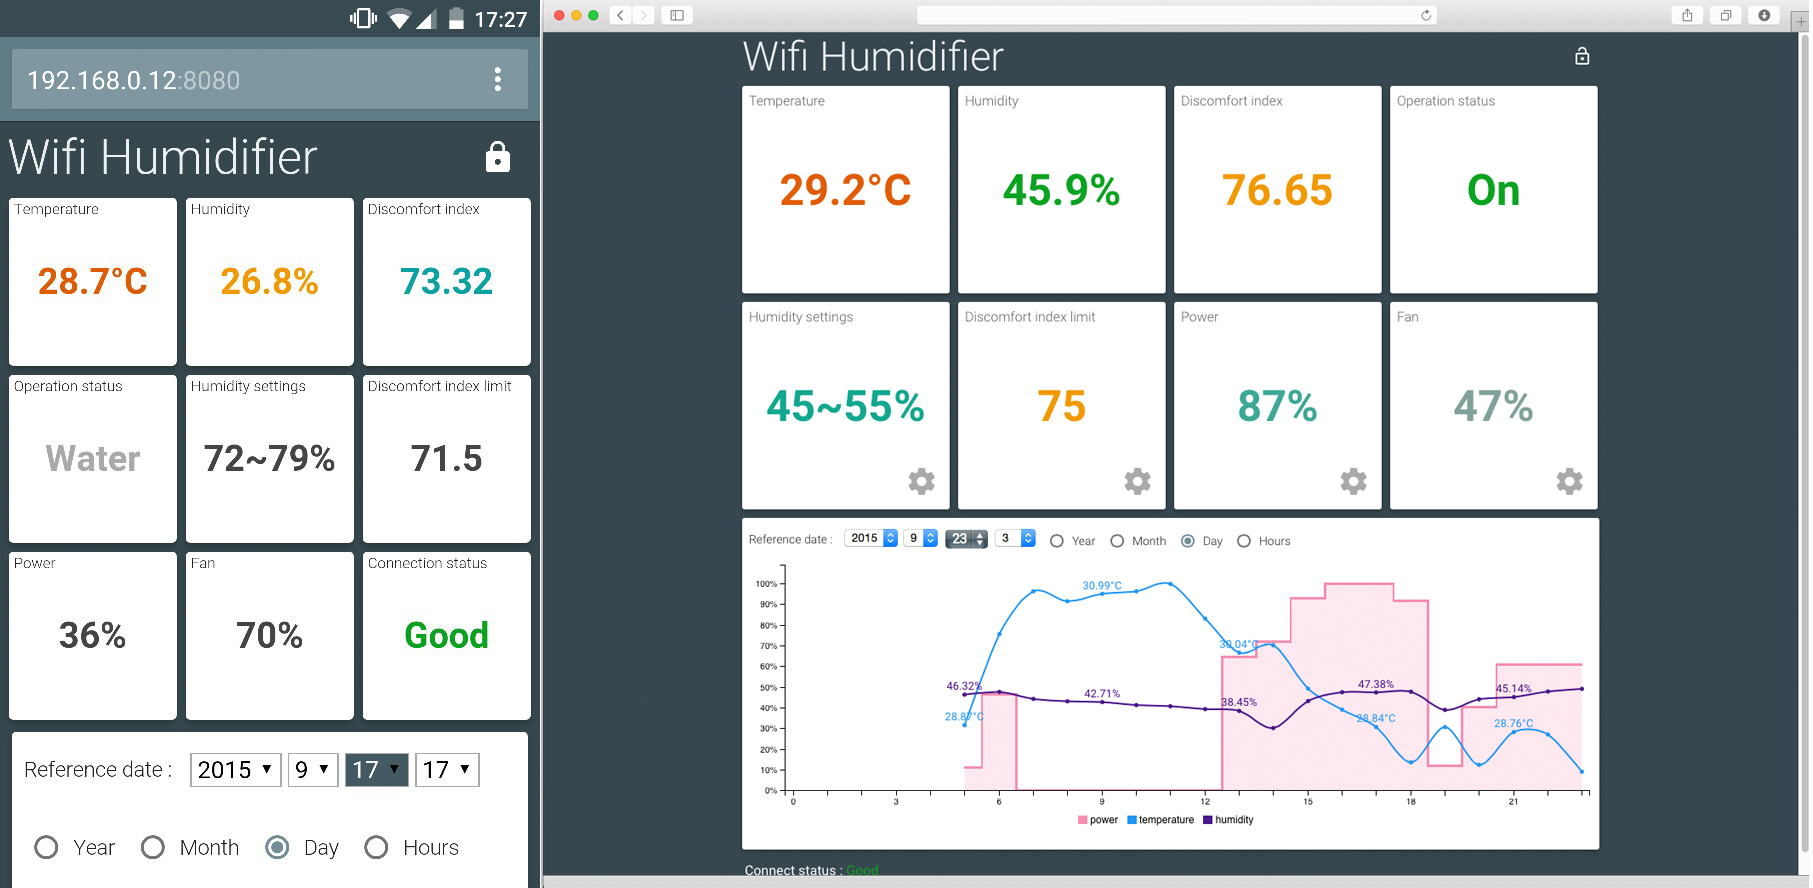 17:27
192.168.0.12:8080
Wifi Humidifier
Temperature Humidity Discomfort index
28.7°C 26.8% 73.32
Operation status Humidity settings Discomfort index limit
Water 72~79% 71.5
Power Fan Connection status
36% 70% Good
Reference date : 2015 9 17 17
Year Month Day Hours
Wifi Humidifier
Temperature Humidity Discomfort index Operation status
29.2°C 45.9% 76.65 On
Humidity settings Discomfort index limit Power Fan
45~55% 75 87% 47%
Reference date : 2015 9 23 3 Year Month Day Hours
100%
90%
80%
70%
60%
50%
40%
30%
20%
10%
0%
30.99°C
30.04°C
46.32% 42.71% 38.45% 47.38% 45.14%
28.87°C 28.84°C 28.76°C
0 3 6 9 12 15 18 21
power temperature humidity
Connect status : Good